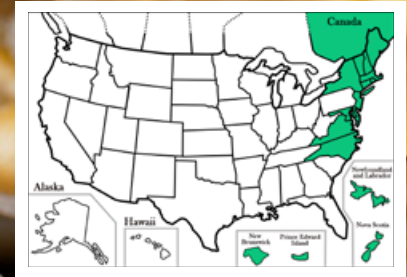 Canada
Newfoundland
and Labrador
Alaska
Hawaii
Nova Scotia
New
Brunswick
Prince Edward
Island